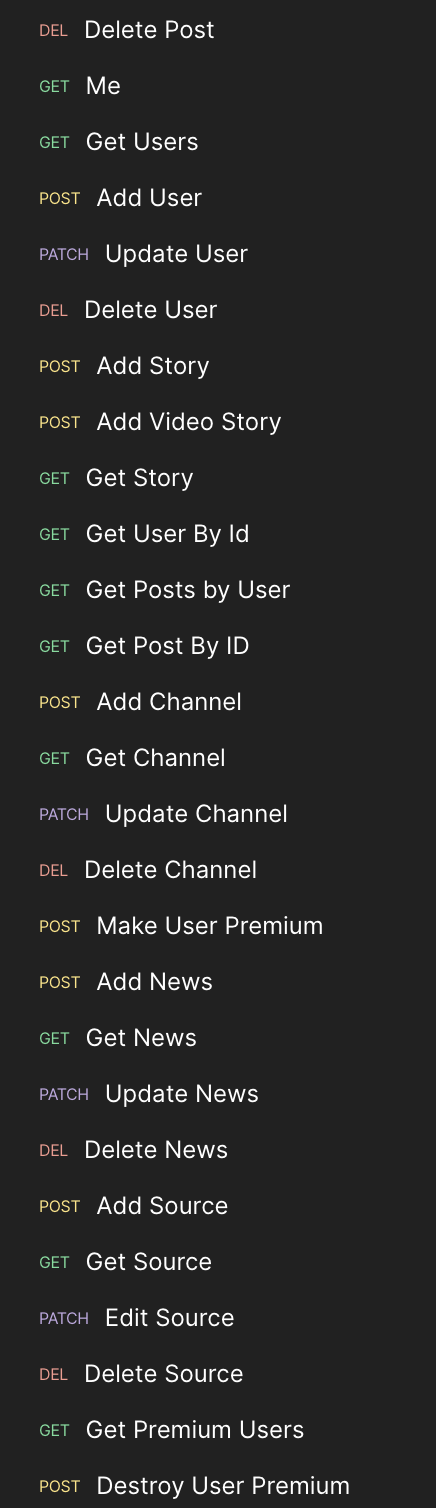 DEL Delete Post
GET Me
GET Get Users
POST Add User
PATCH Update User
DEL Delete User
POST Add Story
POST Add Video Story
GET Get Story
GET Get User By Id
GET Get Posts by User
GET Get Post By ID
POST Add Channel
GET Get Channel
PATCH Update Channel
DEL Delete Channel
POST Make User Premium
POST Add News
GET Get News
PATCH Update News
DEL Delete News
POST Add Source
GET Get Source
PATCH Edit Source
DEL Delete Source
GET Get Premium Users
POST Destroy User Premium